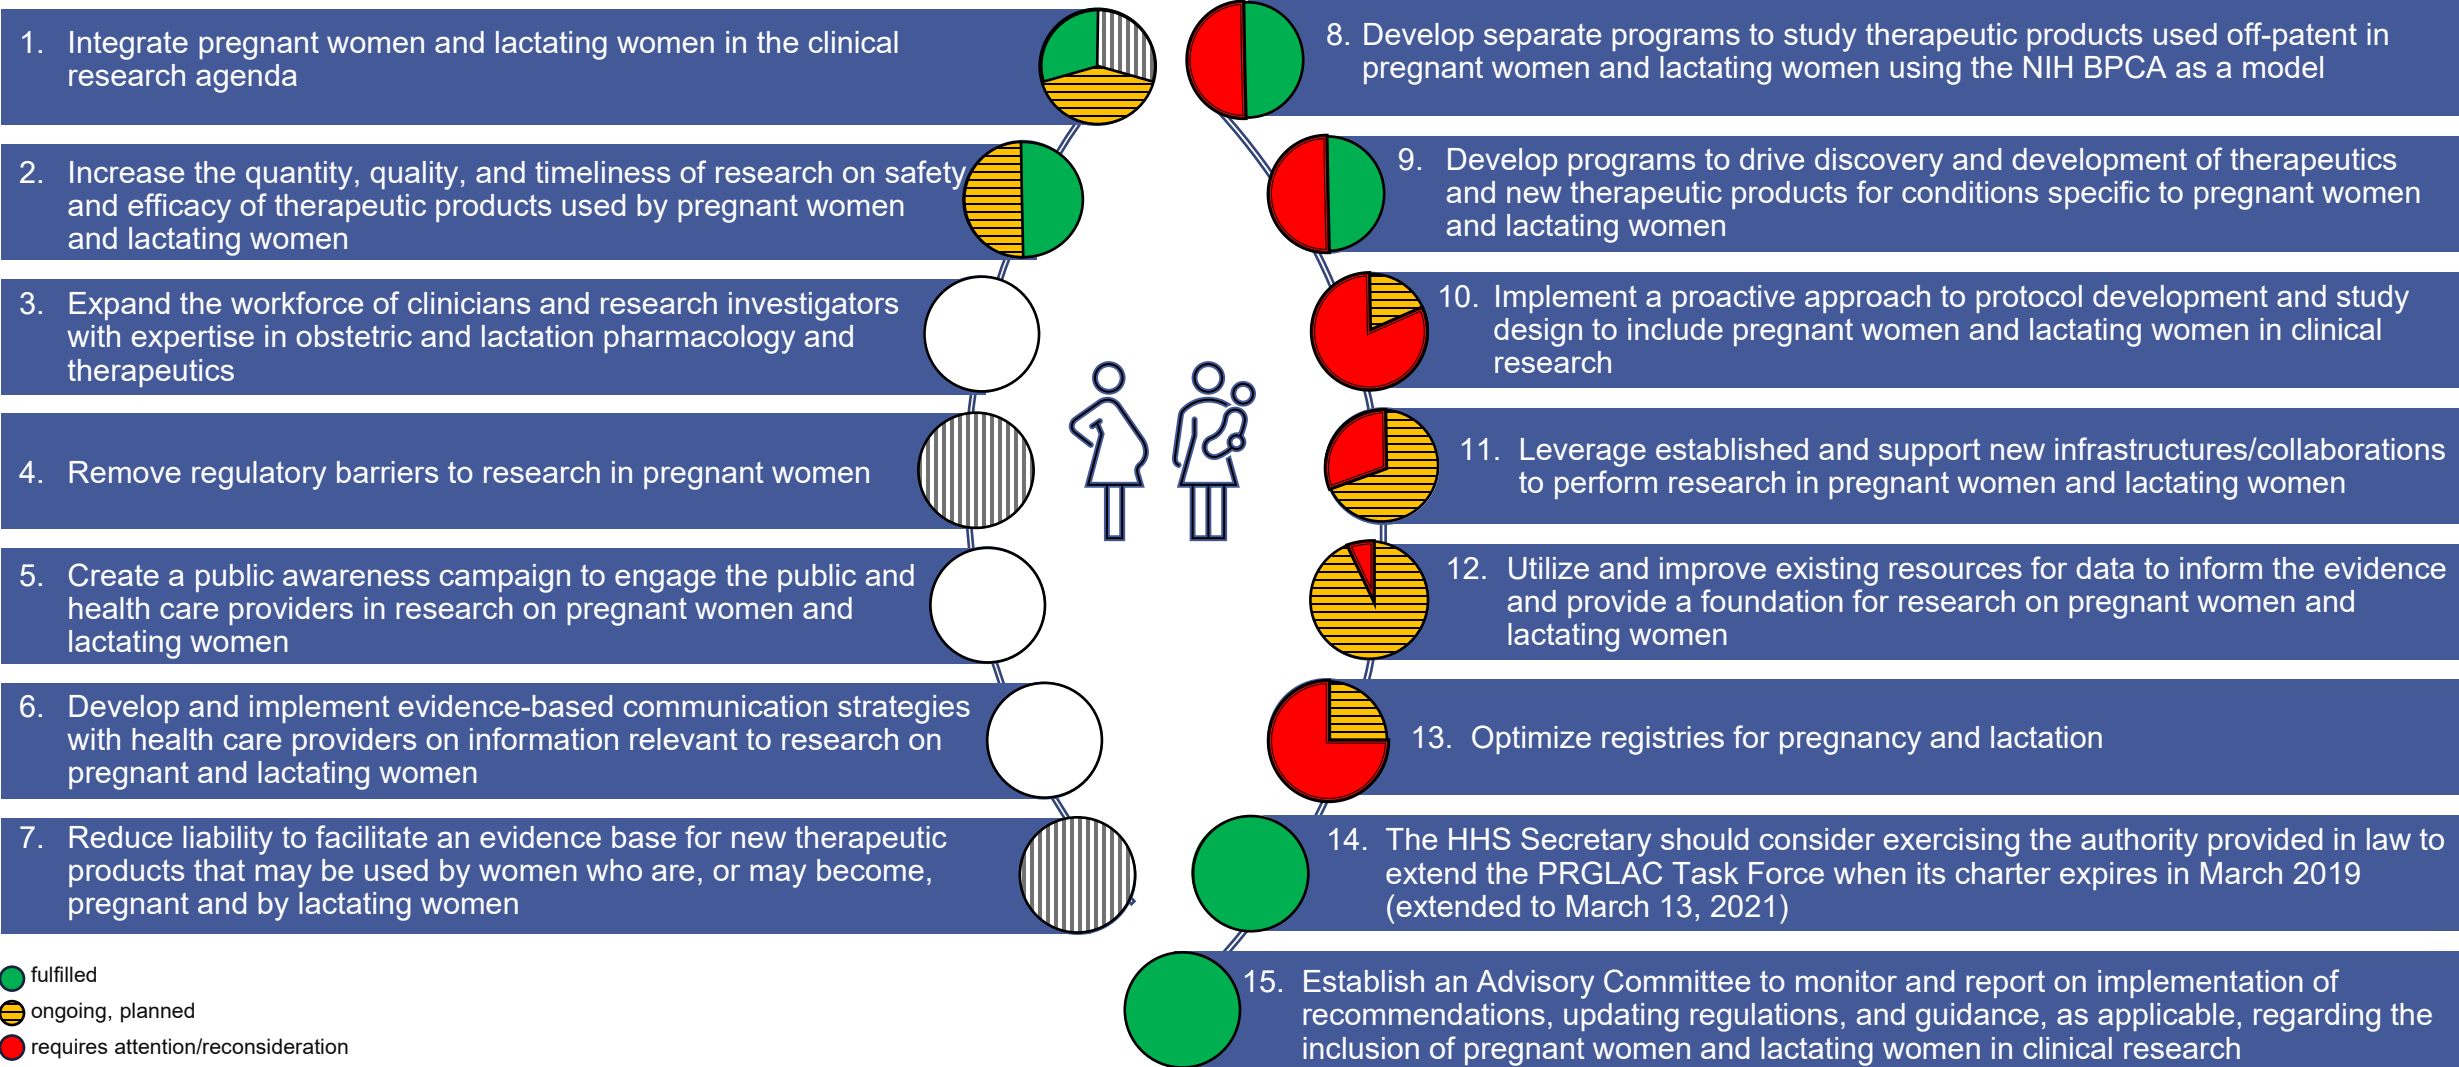 1. Integrate pregnant women and lactating women in the clinical
research agenda
2. Increase the quantity, quality, and timeliness of research on safety
and efficacy of therapeutic products used by pregnant women
and lactating women
3. Expand the workforce of clinicians and research investigators
with expertise in obstetric and lactation pharmacology and
therapeutics
4. Remove regulatory barriers to research in pregnant women
5. Create a public awareness campaign to engage the public and
health care providers in research on pregnant women and
lactating women
6. Develop and implement evidence-based communication strategies
with health care providers on information relevant to research on
pregnant and lactating women
7. Reduce liability to facilitate an evidence base for new therapeutic
products that may be used by women who are, or may become,
pregnant and by lactating women
fulfilled
ongoing, planned
requires attention/reconsideration
8. Develop separate programs to study therapeutic products used off-patent in
pregnant women and lactating women using the NIH BPCA as a model
9. Develop programs to drive discovery and development of therapeutics
and new therapeutic products for conditions specific to pregnant women
and lactating women
10. Implement a proactive approach to protocol development and study
design to include pregnant women and lactating women in clinical
research
11. Leverage established and support new infrastructures/collaborations
to perform research in pregnant women and lactating women
12. Utilize and improve existing resources for data to inform the evidence
and provide a foundation for research on pregnant women and
lactating women
13. Optimize registries for pregnancy and lactation
14. The HHS Secretary should consider exercising the authority provided in law to
extend the PRGLAC Task Force when its charter expires in March 2019
(extended to March 13, 2021)
15. Establish an Advisory Committee to monitor and report on implementation of
recommendations, updating regulations, and guidance, as applicable, regarding the
inclusion of pregnant women and lactating women in clinical research